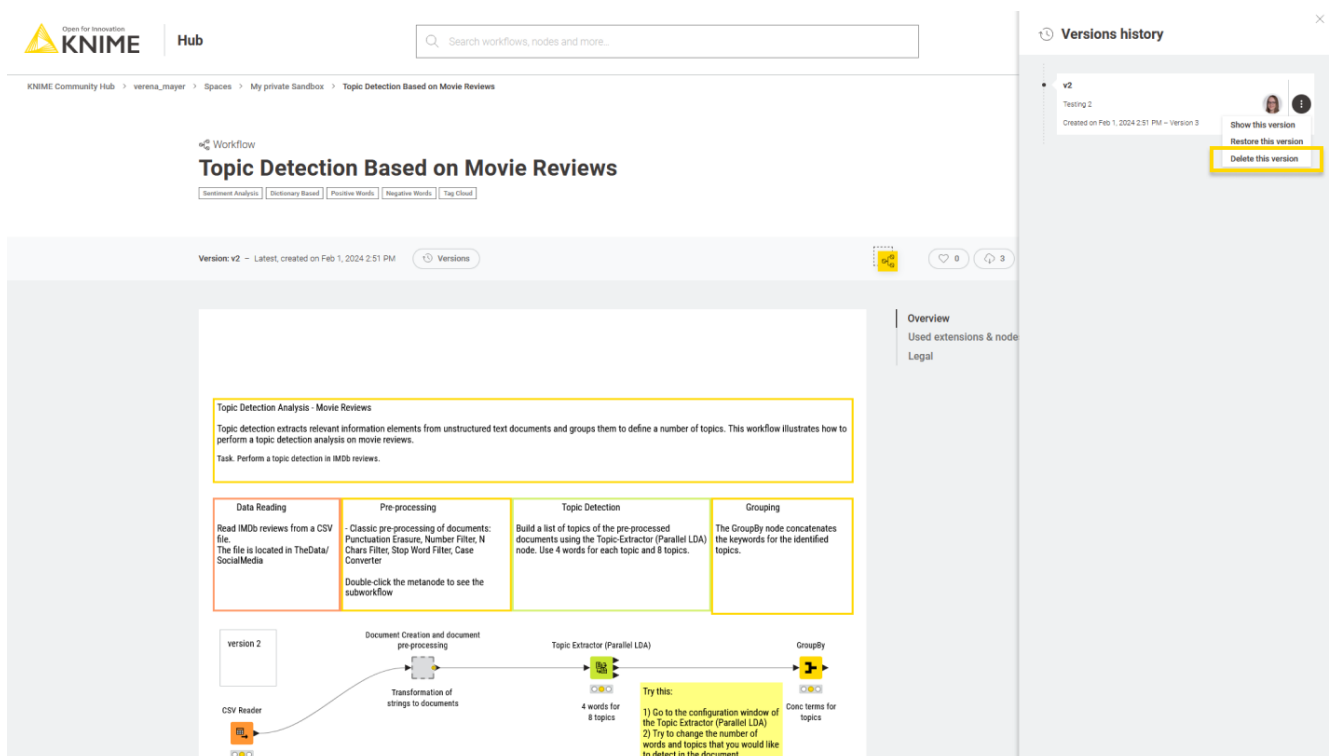 Open for Innovation
KNIME
Hub
Search workflows, nodes and more...
KNIME Community Hub > verena_mayer > Spaces > My private Sandbox > Topic Detection Based on Movie Reviews
Workflow
Topic Detection Based on Movie Reviews
Sentiment Analysis Dictionary Based Positive Words Negative Words Tag Cloud
Version: v2 – Latest, created on Feb 1, 2024 2:51 PM
Versions
0
3
Overview
Used extensions & node
Legal
Topic Detection Analysis - Movie Reviews
Topic detection extracts relevant information elements from unstructured text documents and groups them to define a number of topics. This workflow illustrates how to
perform a topic detection analysis on movie reviews.
Task. Perform a topic detection in IMDb reviews.
Data Reading
Read IMDb reviews from a CSV
file.
The file is located in TheData/
SocialMedia
Pre-processing
- Classic pre-processing of documents:
Punctuation Erasure, Number Filter, N
Chars Filter, Stop Word Filter, Case
Converter
Double-click the metanode to see the
subworkflow
Topic Detection
Build a list of topics of the pre-processed
documents using the Topic-Extractor (Parallel LDA)
node. Use 4 words for each topic and 8 topics.
Grouping
The GroupBy node concatenates
the keywords for the identified
topics.
version 2
Document Creation and document
pre-processing
Transformation of
strings to documents
Topic Extractor (Parallel LDA)
4 words for
8 topics
GroupBy
Conc terms for
topics
CSV Reader
Try this:
1) Go to the configuration window of
the Topic Extractor (Parallel LDA)
2) Try to change the number of
words and topics that you would like
to detect in the document
Versions history
v2
Testing 2
Created on Feb 1, 2024 2:51 PM – Version 3
Show this version
Restore this version
Delete this version